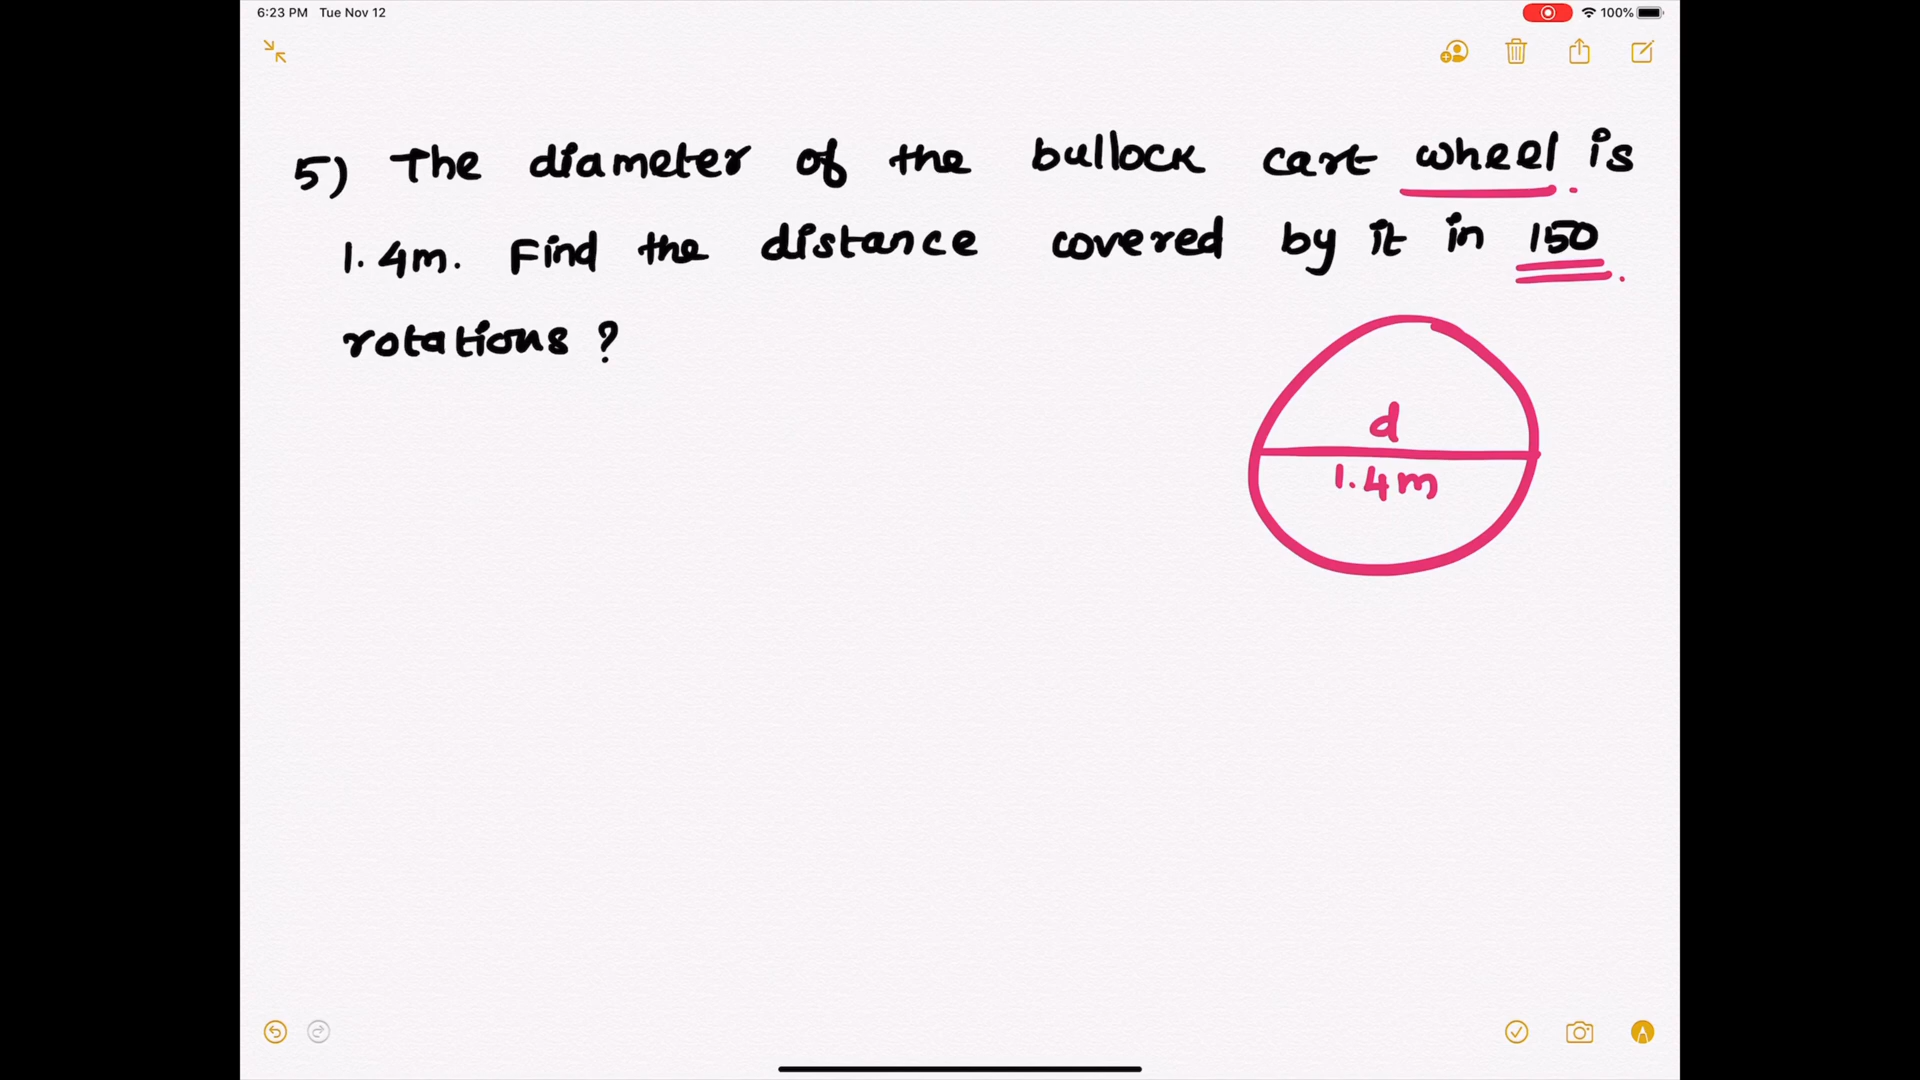 6:23 PM Tue Nov 12
100%
5) The diameter of the bullock cart wheel is
1.4m. Find the distance covered by it in 150
rotations ?
d
1.4m